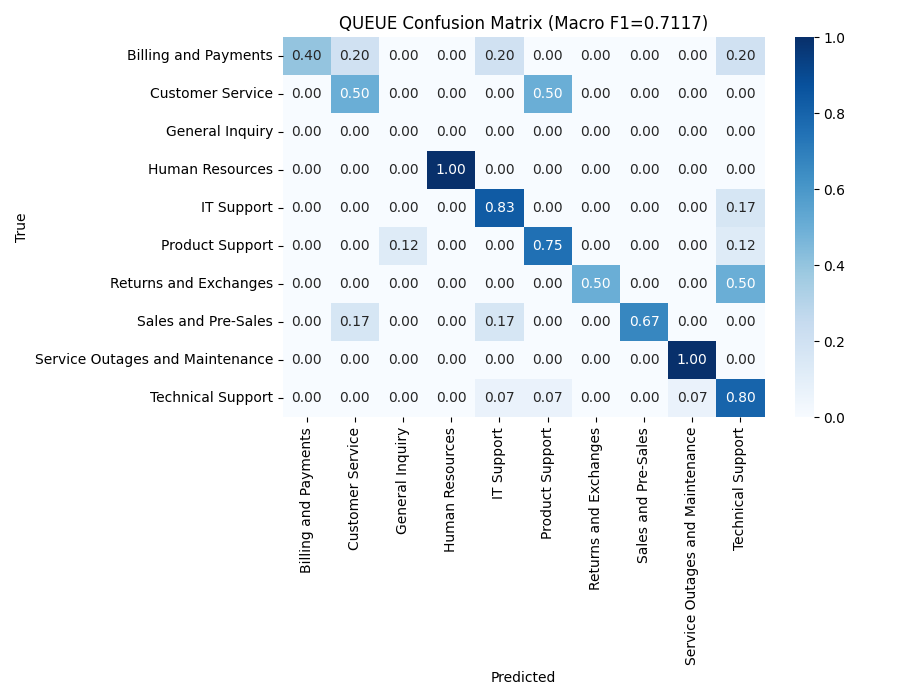 QUEUE Confusion Matrix (Macro F1=0.7117)
True
Billing and Payments 0.40 0.20 0.00 0.00 0.20 0.00 0.00 0.00 0.00 0.20
Customer Service 0.00 0.50 0.00 0.00 0.00 0.50 0.00 0.00 0.00 0.00
General Inquiry 0.00 0.00 0.00 0.00 0.00 0.00 0.00 0.00 0.00 0.00
Human Resources 0.00 0.00 0.00 1.00 0.00 0.00 0.00 0.00 0.00 0.00
IT Support 0.00 0.00 0.00 0.00 0.83 0.00 0.00 0.00 0.00 0.17
Product Support 0.00 0.00 0.12 0.00 0.00 0.75 0.00 0.00 0.00 0.12
Returns and Exchanges 0.00 0.00 0.00 0.00 0.00 0.00 0.50 0.00 0.00 0.50
Sales and Pre-Sales 0.00 0.17 0.00 0.00 0.17 0.00 0.00 0.67 0.00 0.00
Service Outages and Maintenance 0.00 0.00 0.00 0.00 0.00 0.00 0.00 0.00 1.00 0.00
Technical Support 0.00 0.00 0.00 0.00 0.07 0.07 0.00 0.00 0.07 0.80
Billing and Payments
Customer Service
General Inquiry
Human Resources
IT Support
Product Support
Returns and Exchanges
Sales and Pre-Sales
Service Outages and Maintenance
Technical Support
Predicted
1.0
0.8
0.6
0.4
0.2
0.0